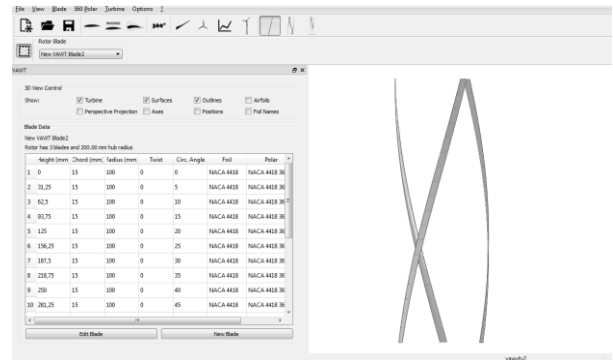 File View Blade 360 Polar Turbine Options ?
360°
Rotor Blade
New VAWT Blade2
VAWT
3D View Control
Show: Turbine Surfaces Outlines Airfoils
Perspective Projection Axes Positions Foil Names
Blade Data
New VAWT Blade2
Rotor has 3 blades and 200.00 mm hub radius
Height (mm Chord (mm) Radius (mm) Twist Circ. Angle Foil Polar
1 0 15 100 0 0 NACA 4418 NACA 4418 36
2 31,25 15 100 0 5 NACA 4418 NACA 4418 36
3 62,5 15 100 0 10 NACA 4418 NACA 4418 36
4 93,75 15 100 0 15 NACA 4418 NACA 4418 36
5 125 15 100 0 20 NACA 4418 NACA 4418 36
6 156,25 15 100 0 25 NACA 4418 NACA 4418 36
7 187,5 15 100 0 30 NACA 4418 NACA 4418 36
8 218,75 15 100 0 35 NACA 4418 NACA 4418 36
9 250 15 100 0 40 NACA 4418 NACA 4418 36
10 281,25 15 100 0 45 NACA 4418 NACA 4418 36
Edit Blade New Blade